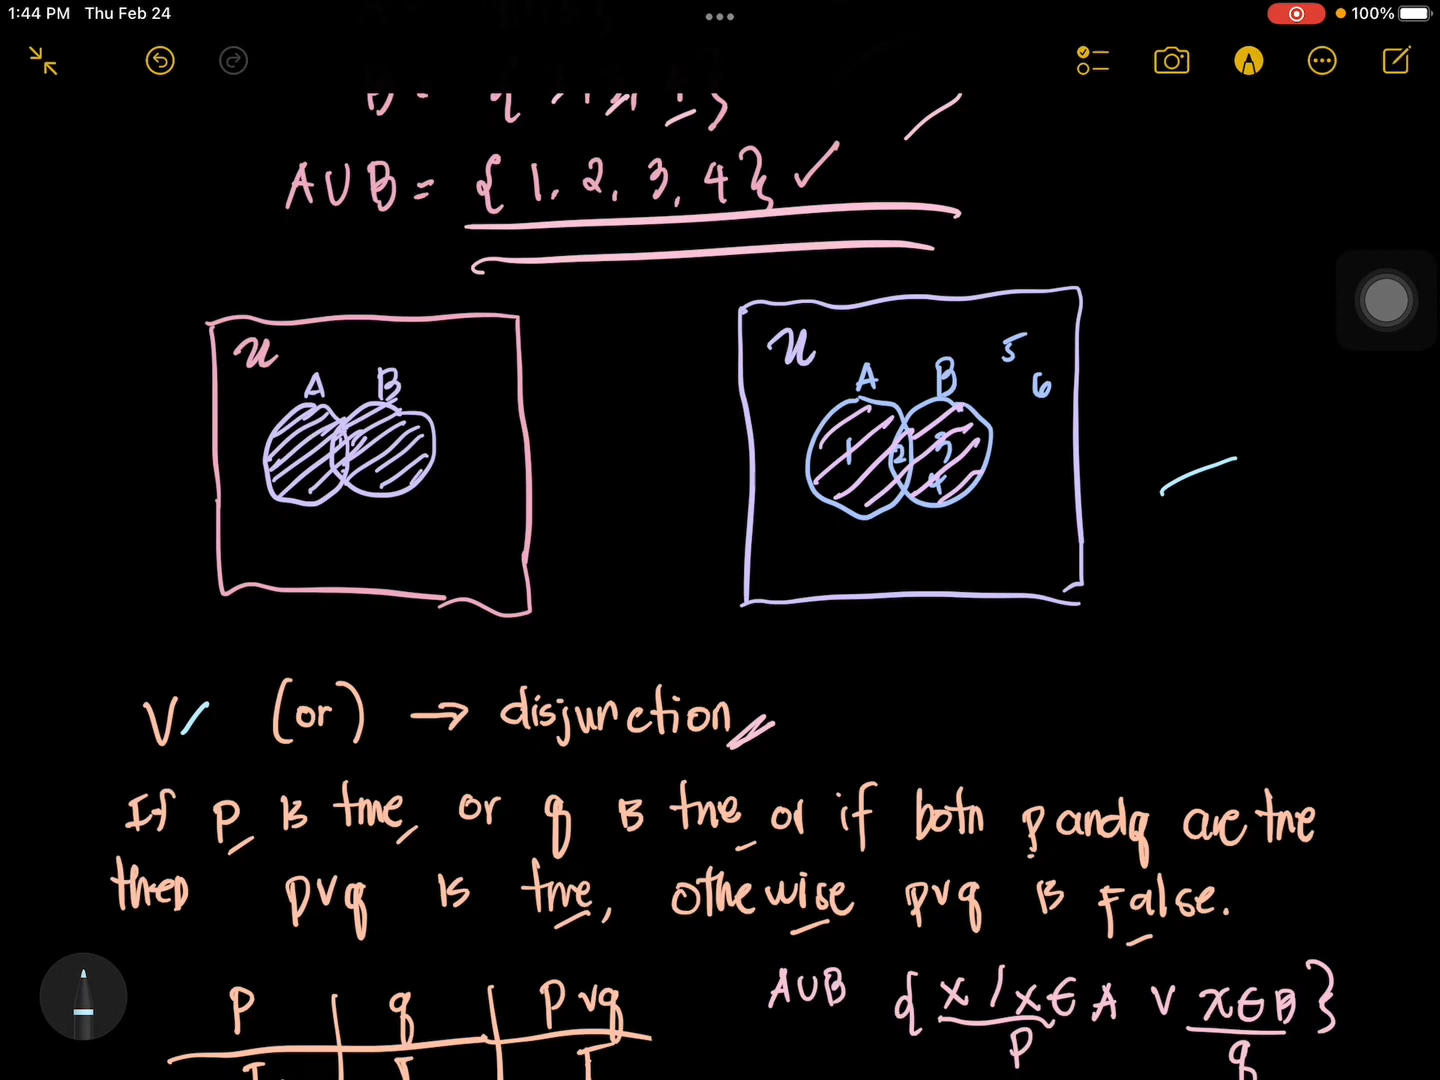 1:44 PM Thu Feb 24
100%
A∪B = {1, 2, 3, 4} ✓
u
A B
u
A B
5
6
1 2 3
4
∨ (or) → disjunction
If p is true or q is true or if both p and q are true
then p∨q is true, otherwise p∨q is False.
p q p∨q
T T T
A∪B {x / x ∈ A ∨ x ∈ B}
p q